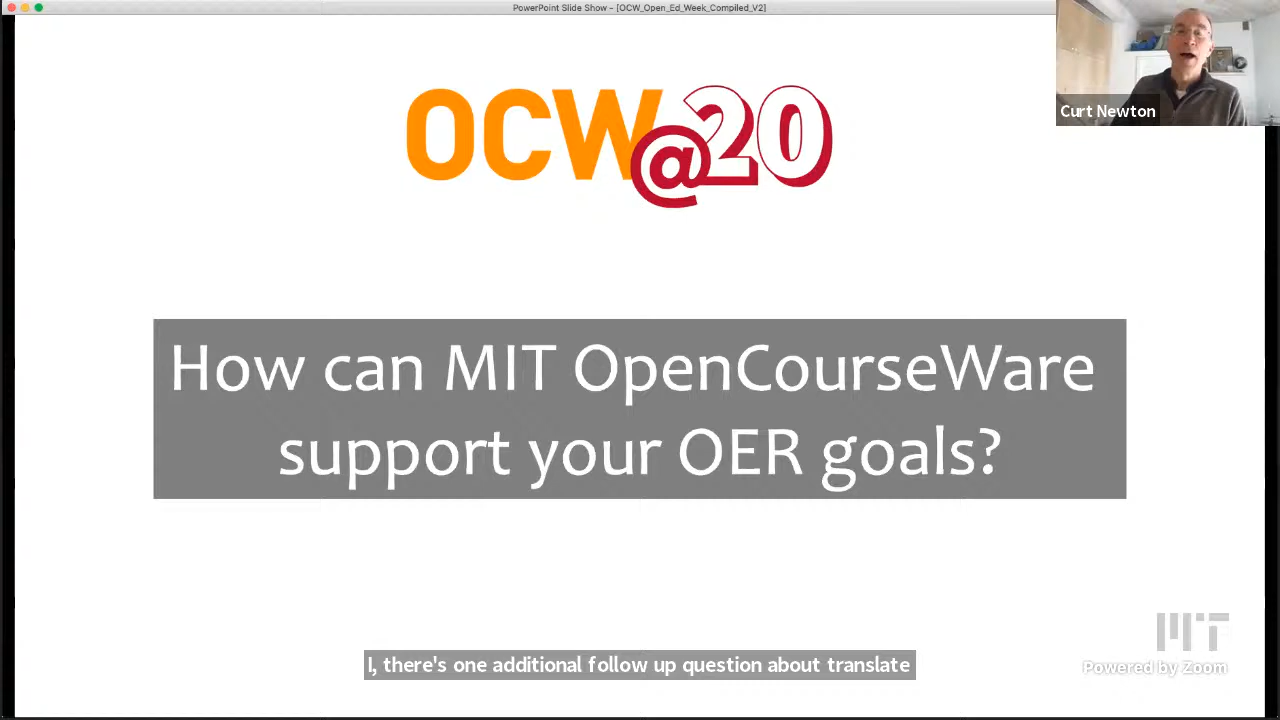 PowerPoint Slide Show - [OCW_Open_Ed_Week_Compiled_V2]
Curt Newton
OCW@20
How can MIT OpenCourseWare
support your OER goals?
MIT
Powered by Zoom
I, there's one additional follow up question about translate